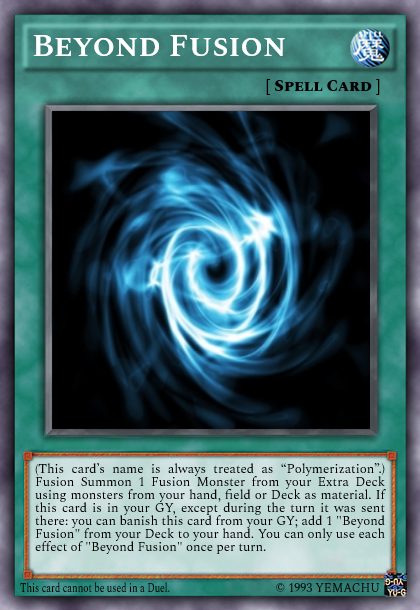 BEYOND FUSION
魔
[ SPELL CARD ]
(This card's name is always treated as “Polymerization”.)
Fusion Summon 1 Fusion Monster from your Extra Deck
using monsters from your hand, field or Deck as material. If
this card is in your GY, except during the turn it was sent
there: you can banish this card from your GY; add 1 "Beyond
Fusion" from your Deck to your hand. You can only use each
effect of "Beyond Fusion" once per turn.
This card cannot be used in a Duel. © 1993 YEMACHU